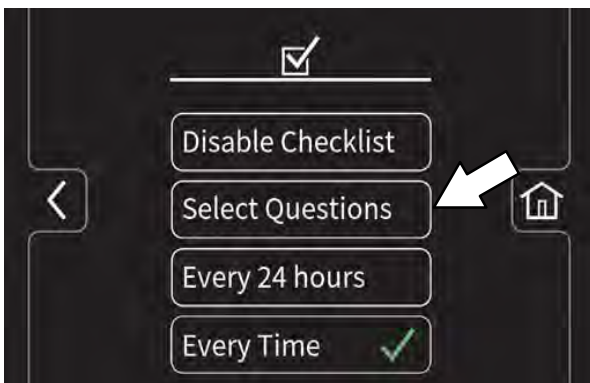 Disable Checklist
Select Questions
Every 24 hours
Every Time